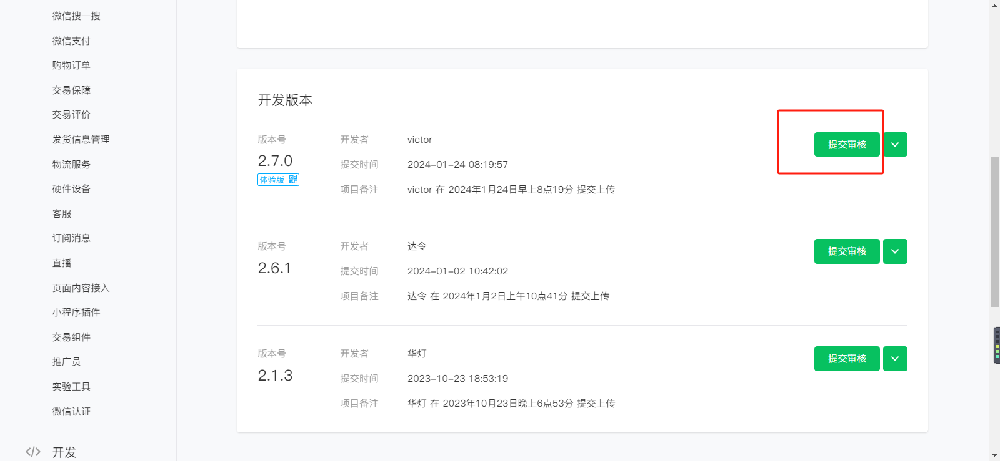 微信搜一搜
微信支付
购物订单
交易保障
交易评价
发货信息管理
物流服务
硬件设备
客服
订阅消息
直播
页面内容接入
小程序插件
交易组件
推广员
实验工具
微信认证
开发
开发版本
版本号
2.7.0
体验版
开发者 victor
提交时间 2024-01-24 08:19:57
项目备注 victor 在 2024年1月24日早上8点19分 提交上传
提交审核
版本号
2.6.1
开发者 达令
提交时间 2024-01-02 10:42:02
项目备注 达令 在 2024年1月2日上午10点41分 提交上传
提交审核
版本号
2.1.3
开发者 华灯
提交时间 2023-10-23 18:53:19
项目备注 华灯 在 2023年10月23日晚上6点53分 提交上传
提交审核